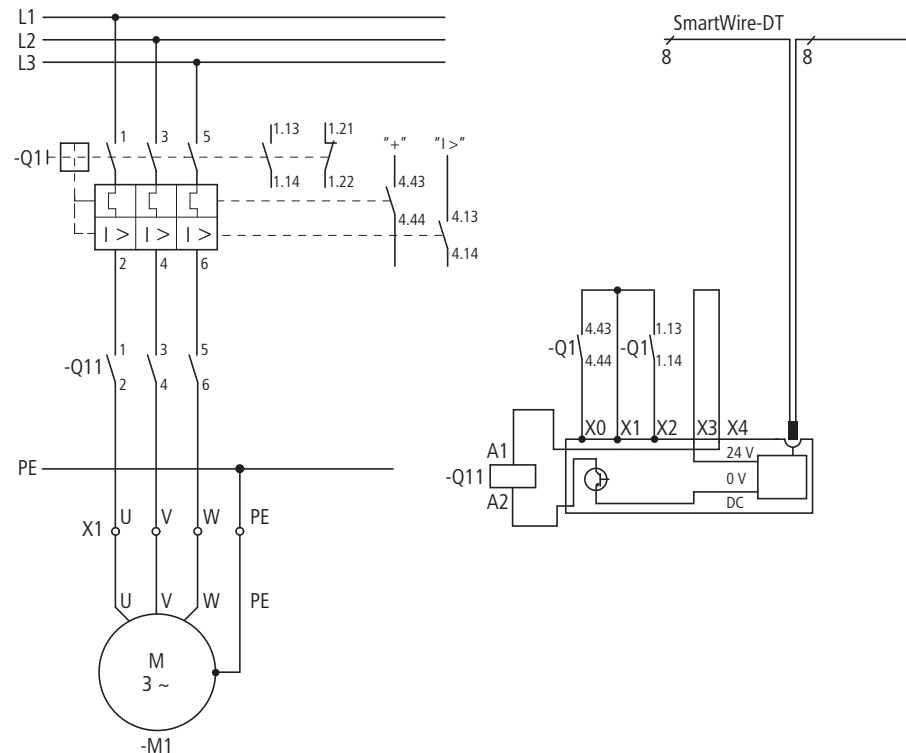 L1
L2
L3
SmartWire-DT
8
8
1
3
5
1.13
1.21
"+"
"I >"
-Q1
1.14
1.22
4.43
4.44
4.13
4.14
I >
I >
I >
2
4
6
-Q11
1
3
5
2
4
6
4.43
1.13
-Q1
-Q1
4.44
1.14
X0
X1
X2
X3
X4
A1
24 V
-Q11
0 V
A2
DC
PE
U
V
W
PE
X1
U
V
W
PE
M
3 ~
-M1